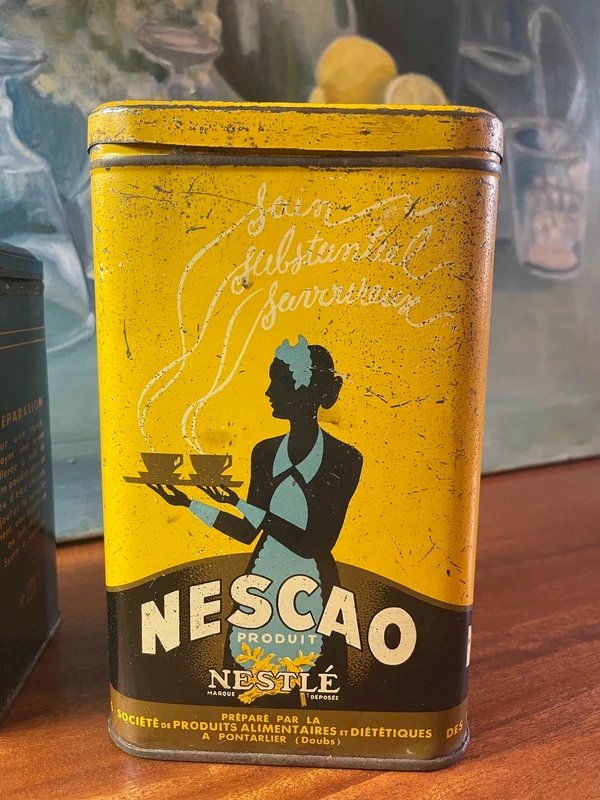 sain
substantiel
savoureux
NESCAO
PRODUIT
NESTLÉ
MARQUE DÉPOSÉE
PRÉPARÉ PAR LA
SOCIÉTÉ DE PRODUITS ALIMENTAIRES ET DIÉTÉTIQUES DES
A PONTARLIER (Doubs)